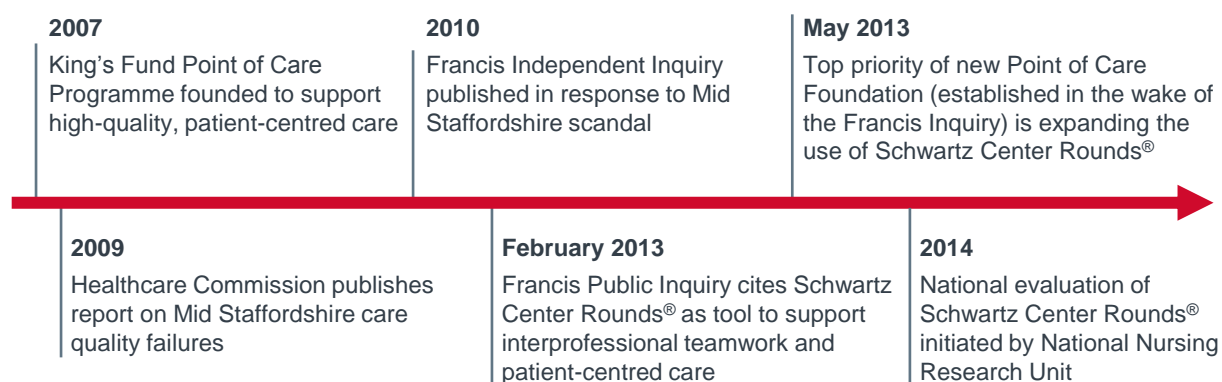 2007
King's Fund Point of Care
Programme founded to support
high-quality, patient-centred care
2010
Francis Independent Inquiry
published in response to Mid
Staffordshire scandal
May 2013
Top priority of new Point of Care
Foundation (established in the wake of
the Francis Inquiry) is expanding the
use of Schwartz Center Rounds®
2009
Healthcare Commission publishes
report on Mid Staffordshire care
quality failures
February 2013
Francis Public Inquiry cites Schwartz
Center Rounds® as tool to support
interprofessional teamwork and
patient-centred care
2014
National evaluation of
Schwartz Center Rounds®
initiated by National Nursing
Research Unit